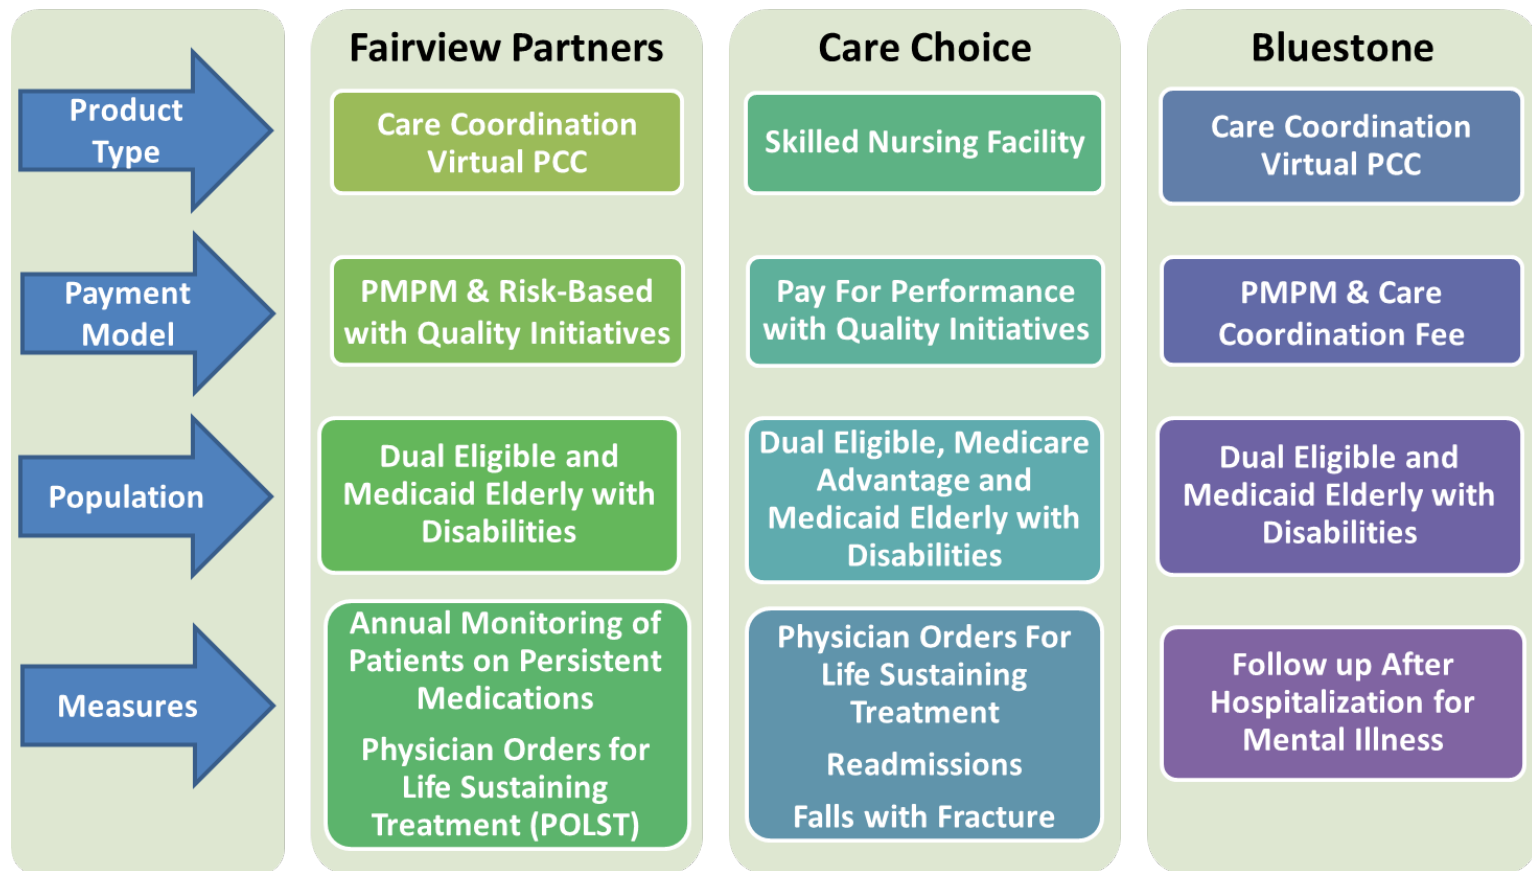 Fairview Partners
Care Choice
Bluestone
Product
Type
Care Coordination
Virtual PCC
Skilled Nursing Facility
Care Coordination
Virtual PCC
Payment
Model
PMPM & Risk-Based
with Quality Initiatives
Pay For Performance
with Quality Initiatives
PMPM & Care
Coordination Fee
Population
Dual Eligible and
Medicaid Elderly with
Disabilities
Dual Eligible, Medicare
Advantage and
Medicaid Elderly with
Disabilities
Dual Eligible and
Medicaid Elderly with
Disabilities
Measures
Annual Monitoring of
Patients on Persistent
Medications
Physician Orders for
Life Sustaining
Treatment (POLST)
Physician Orders For
Life Sustaining
Treatment
Readmissions
Falls with Fracture
Follow up After
Hospitalization for
Mental Illness